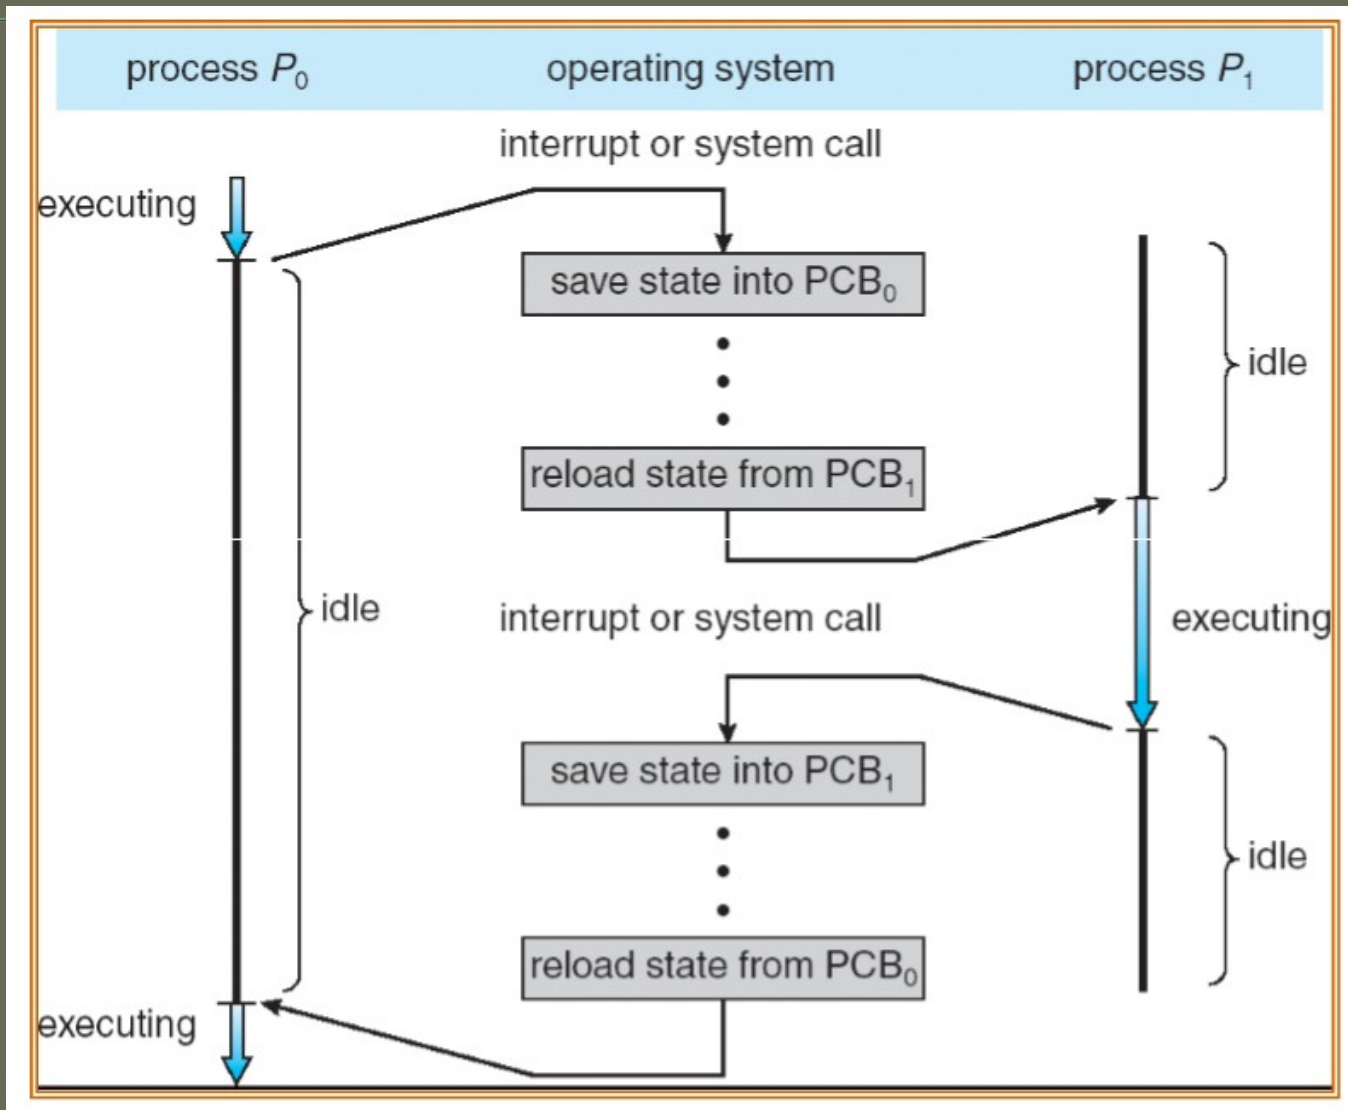 process P₀ operating system process P₁
interrupt or system call
executing
save state into PCB₀
idle
reload state from PCB₁
idle
interrupt or system call
executing
save state into PCB₁
idle
reload state from PCB₀
executing